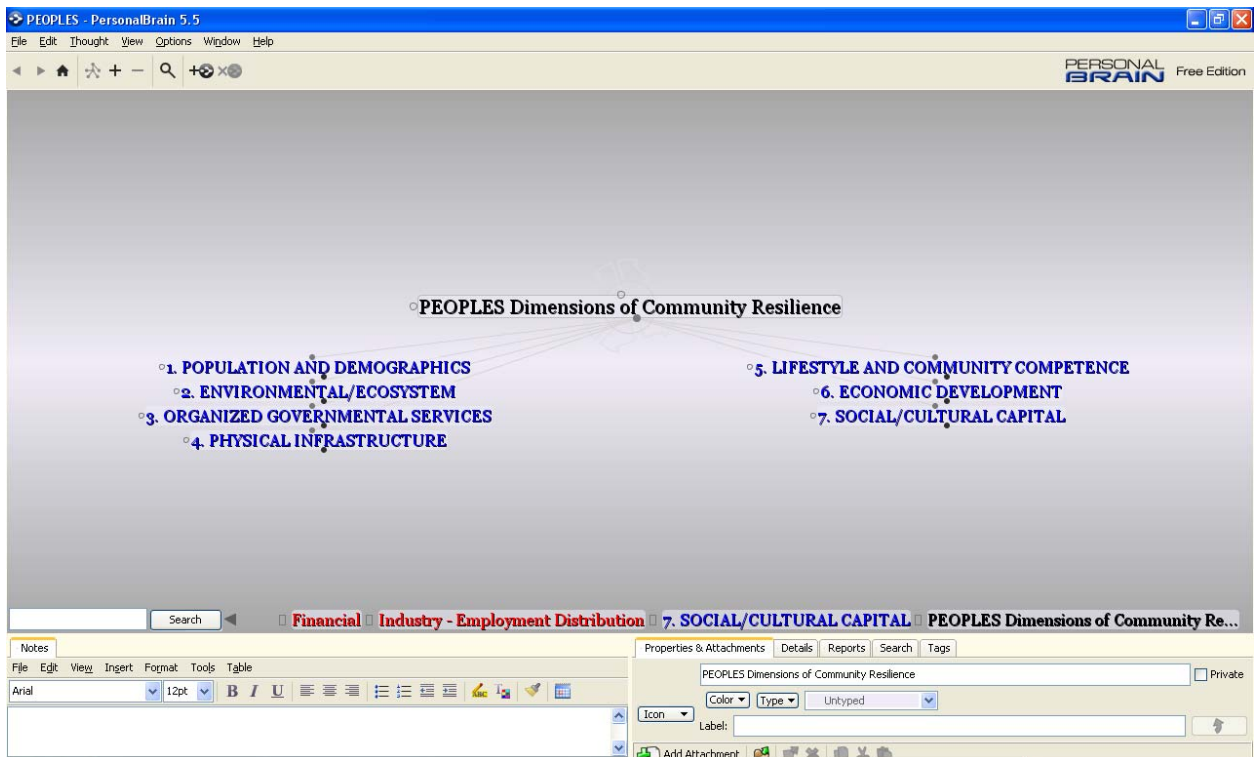 PEOPLES - PersonalBrain 5.5
File Edit Thought View Options Window Help
PERSONAL BRAIN Free Edition
PEOPLES Dimensions of Community Resilience
1. POPULATION AND DEMOGRAPHICS
2. ENVIRONMENTAL/ECOSYSTEM
3. ORGANIZED GOVERNMENTAL SERVICES
4. PHYSICAL INFRASTRUCTURE
5. LIFESTYLE AND COMMUNITY COMPETENCE
6. ECONOMIC DEVELOPMENT
7. SOCIAL/CULTURAL CAPITAL
Search Financial Industry - Employment Distribution 7. SOCIAL/CULTURAL CAPITAL PEOPLES Dimensions of Community Re...
Notes
File Edit View Insert Format Tools Table
Arial 12pt B I U
Properties & Attachments Details Reports Search Tags
PEOPLES Dimensions of Community Resilience Private
Color Type Untyped
Icon
Label:
Add Attachment